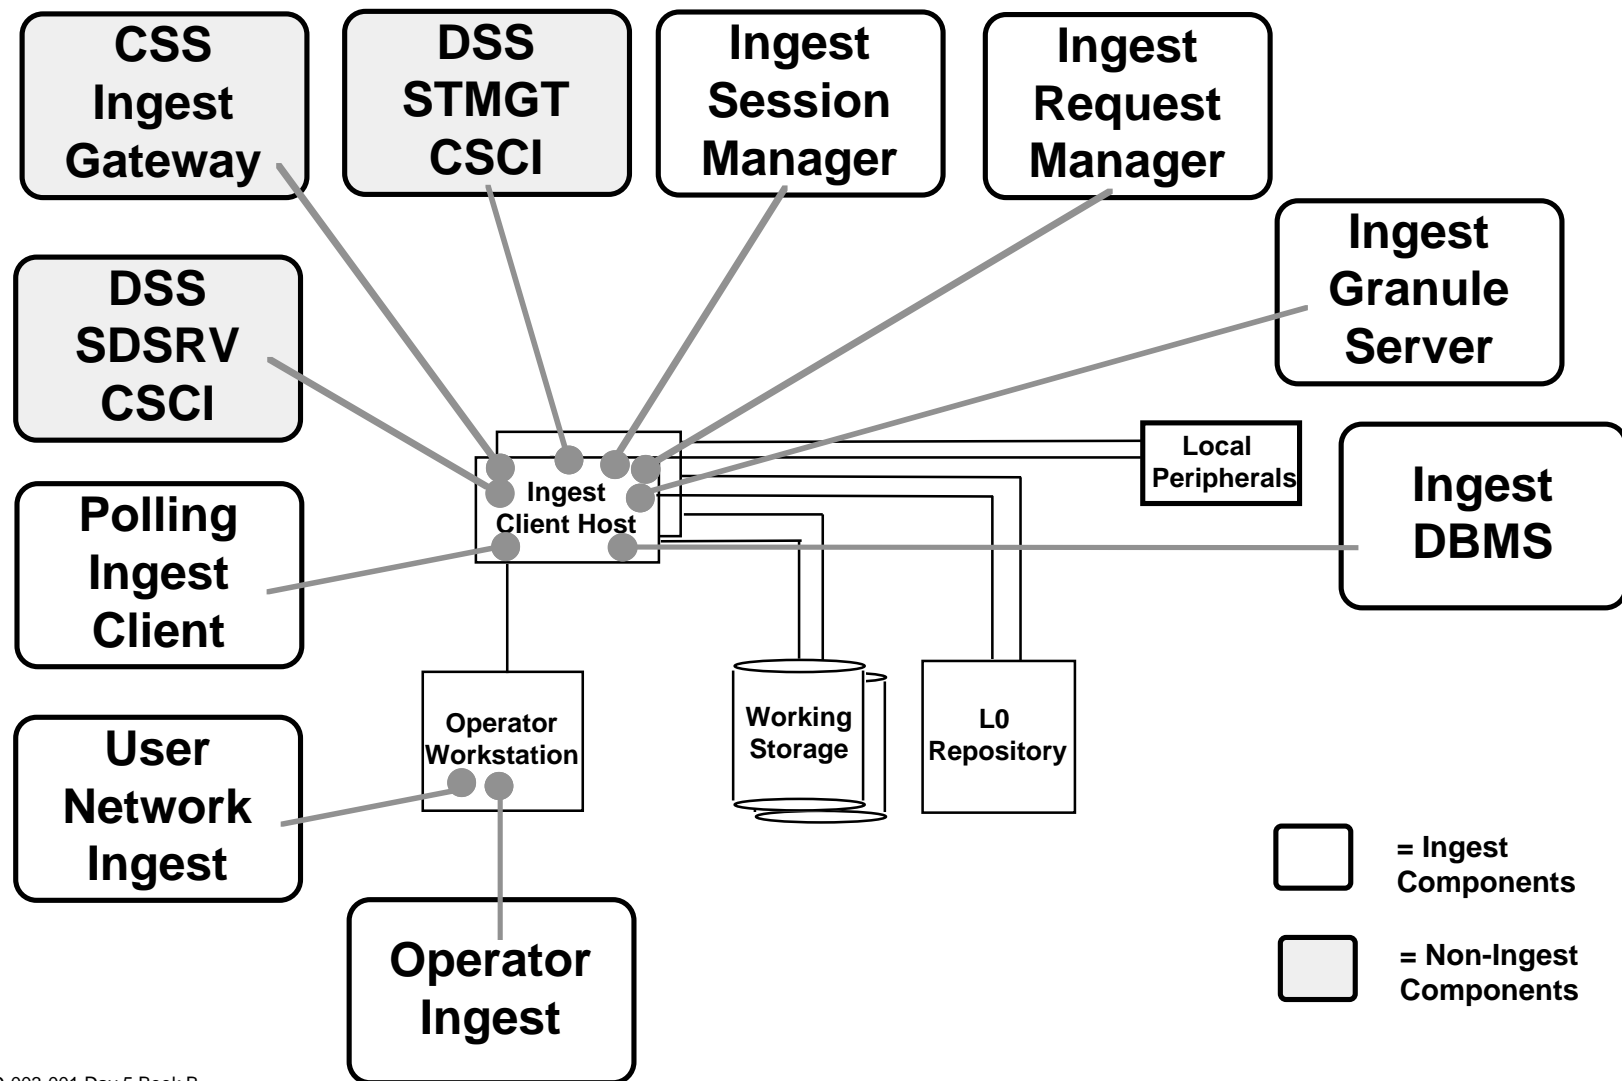 CSS
Ingest
Gateway
DSS
STMGT
CSCI
Ingest
Session
Manager
Ingest
Request
Manager
Ingest
Granule
Server
DSS
SDSRV
CSCI
Local
Peripherals
Ingest
DBMS
Ingest
Client Host
Polling
Ingest
Client
Operator
Workstation
Working
Storage
L0
Repository
User
Network
Ingest
Operator
Ingest
= Ingest
Components
= Non-Ingest
Components